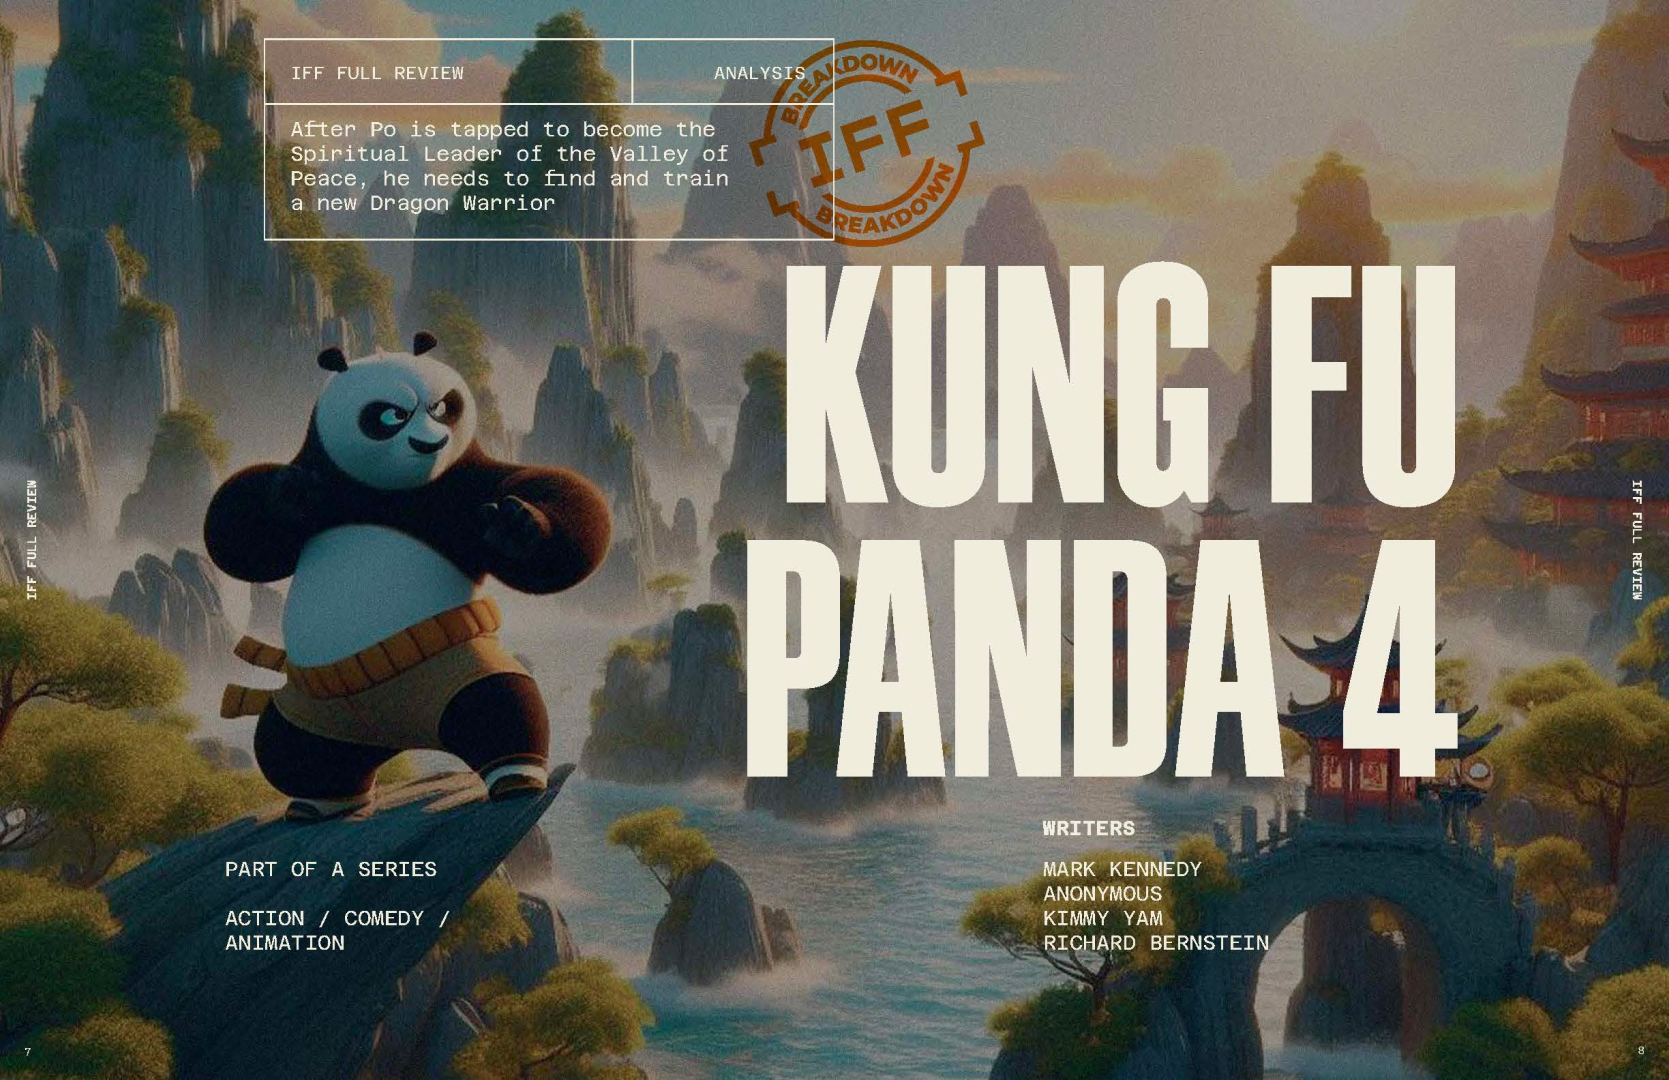 IFF FULL REVIEW
ANALYSIS
After Po is tapped to become the
Spiritual Leader of the Valley of
Peace, he needs to find and train
a new Dragon Warrior
BREAKDOWN
IFF
BREAKDOWN
KUNG FU
PANDA 4
IFF FULL REVIEW
IFF FULL REVIEW
WRITERS
PART OF A SERIES
ACTION / COMEDY /
ANIMATION
MARK KENNEDY
ANONYMOUS
KIMMY YAM
RICHARD BERNSTEIN
7
8